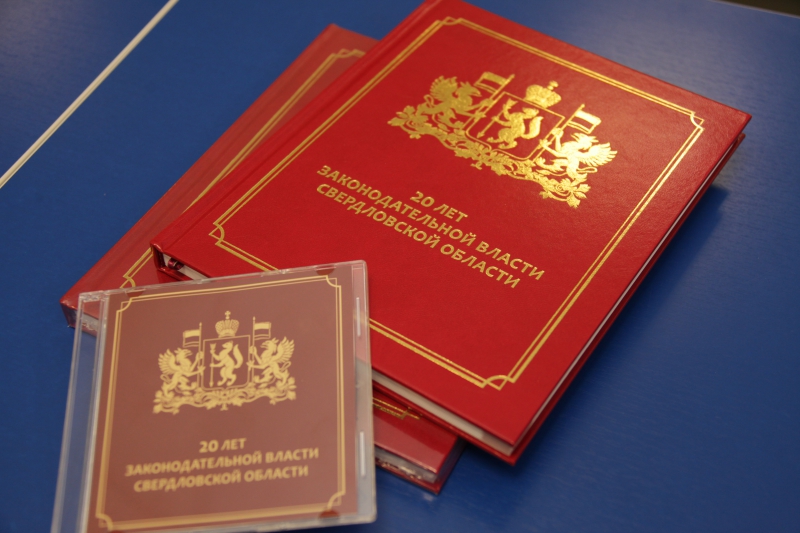 20 ЛЕТ
ЗАКОНОДАТЕЛЬНОЙ ВЛАСТИ
СВЕРДЛОВСКОЙ ОБЛАСТИ
20 ЛЕТ
ЗАКОНОДАТЕЛЬНОЙ ВЛАСТИ
СВЕРДЛОВСКОЙ ОБЛАСТИ